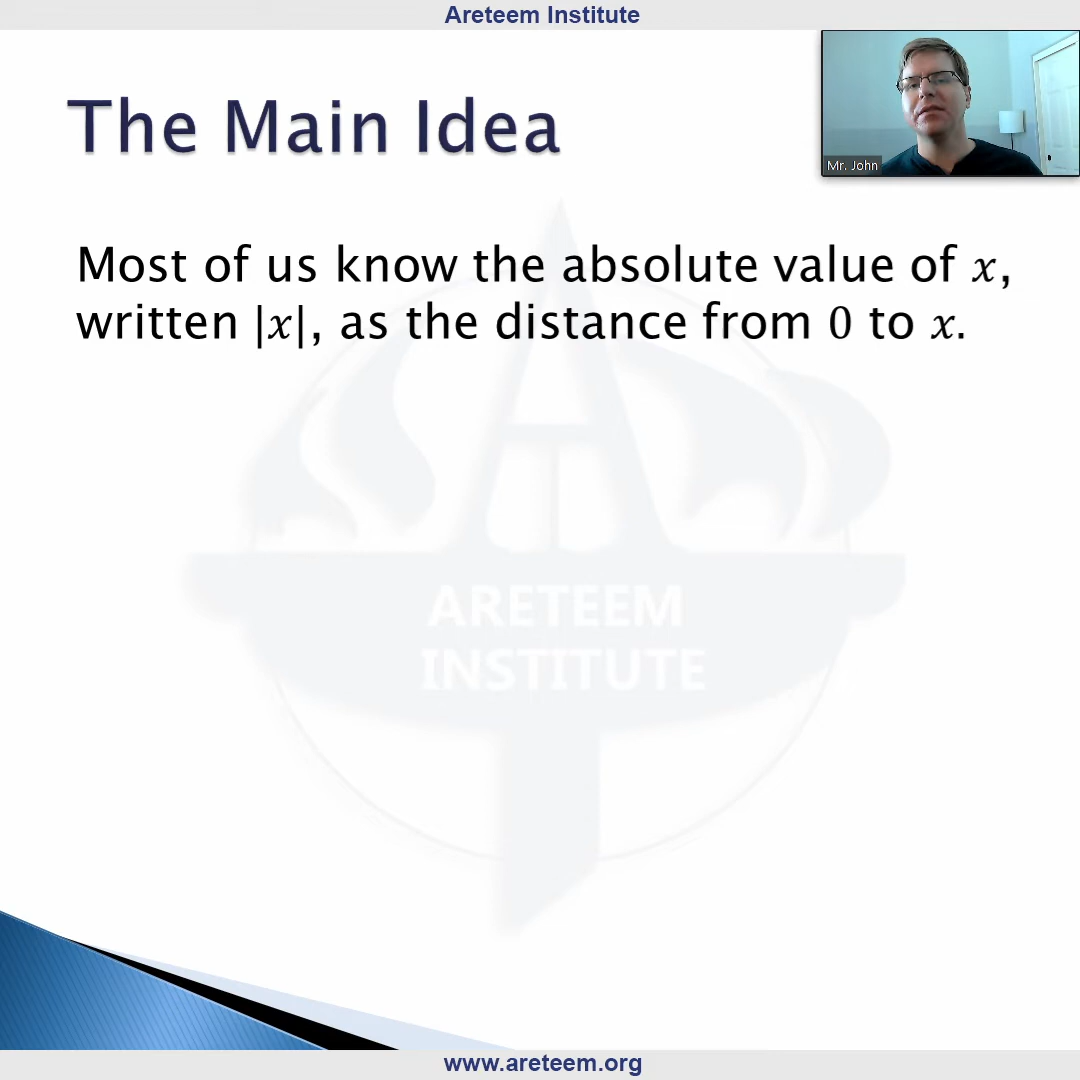 Areteem Institute
The Main Idea
Mr. John
Most of us know the absolute value of x,
written |x|, as the distance from 0 to x.
ARETEEM
INSTITUTE
www.areteem.org